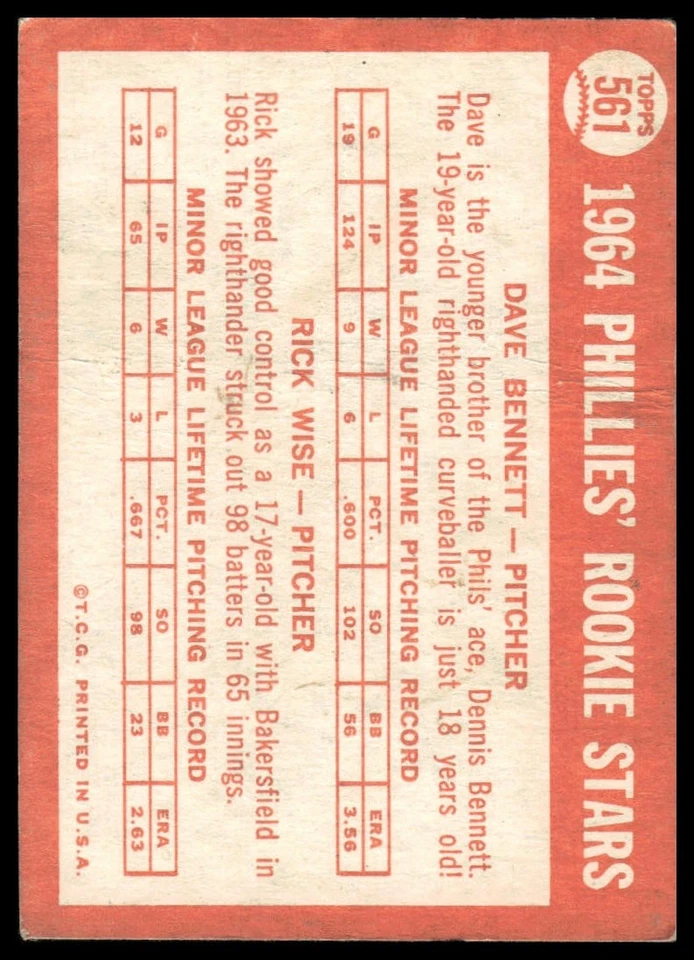 TOPPS
561
1964 PHILLIES' ROOKIE STARS
DAVE BENNETT — PITCHER
Dave is the younger brother of the Phils' ace, Dennis Bennett.
The 19-year-old righthanded curveballer is just 18 years old!
MINOR LEAGUE LIFETIME PITCHING RECORD
G IP W L PCT. SO BB ERA
19 124 9 6 .600 102 56 3.56
RICK WISE — PITCHER
Rick showed good control as a 17-year-old with Bakersfield in
1963. The righthander struck out 98 batters in 65 innings.
MINOR LEAGUE LIFETIME PITCHING RECORD
G IP W L PCT. SO BB ERA
12 65 6 3 .667 98 23 2.63
©T.C.G. PRINTED IN U.S.A.